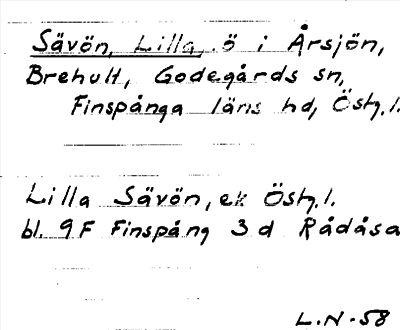 Sävön, Lilla, ö i Årsjön,
Brehult, Godegårds sn,
Finspånga läns hd, Östg.l.
Lilla Sävön, ek Östg.l.
bl. 9F Finspång 3 d Rådåsa
L.N-58